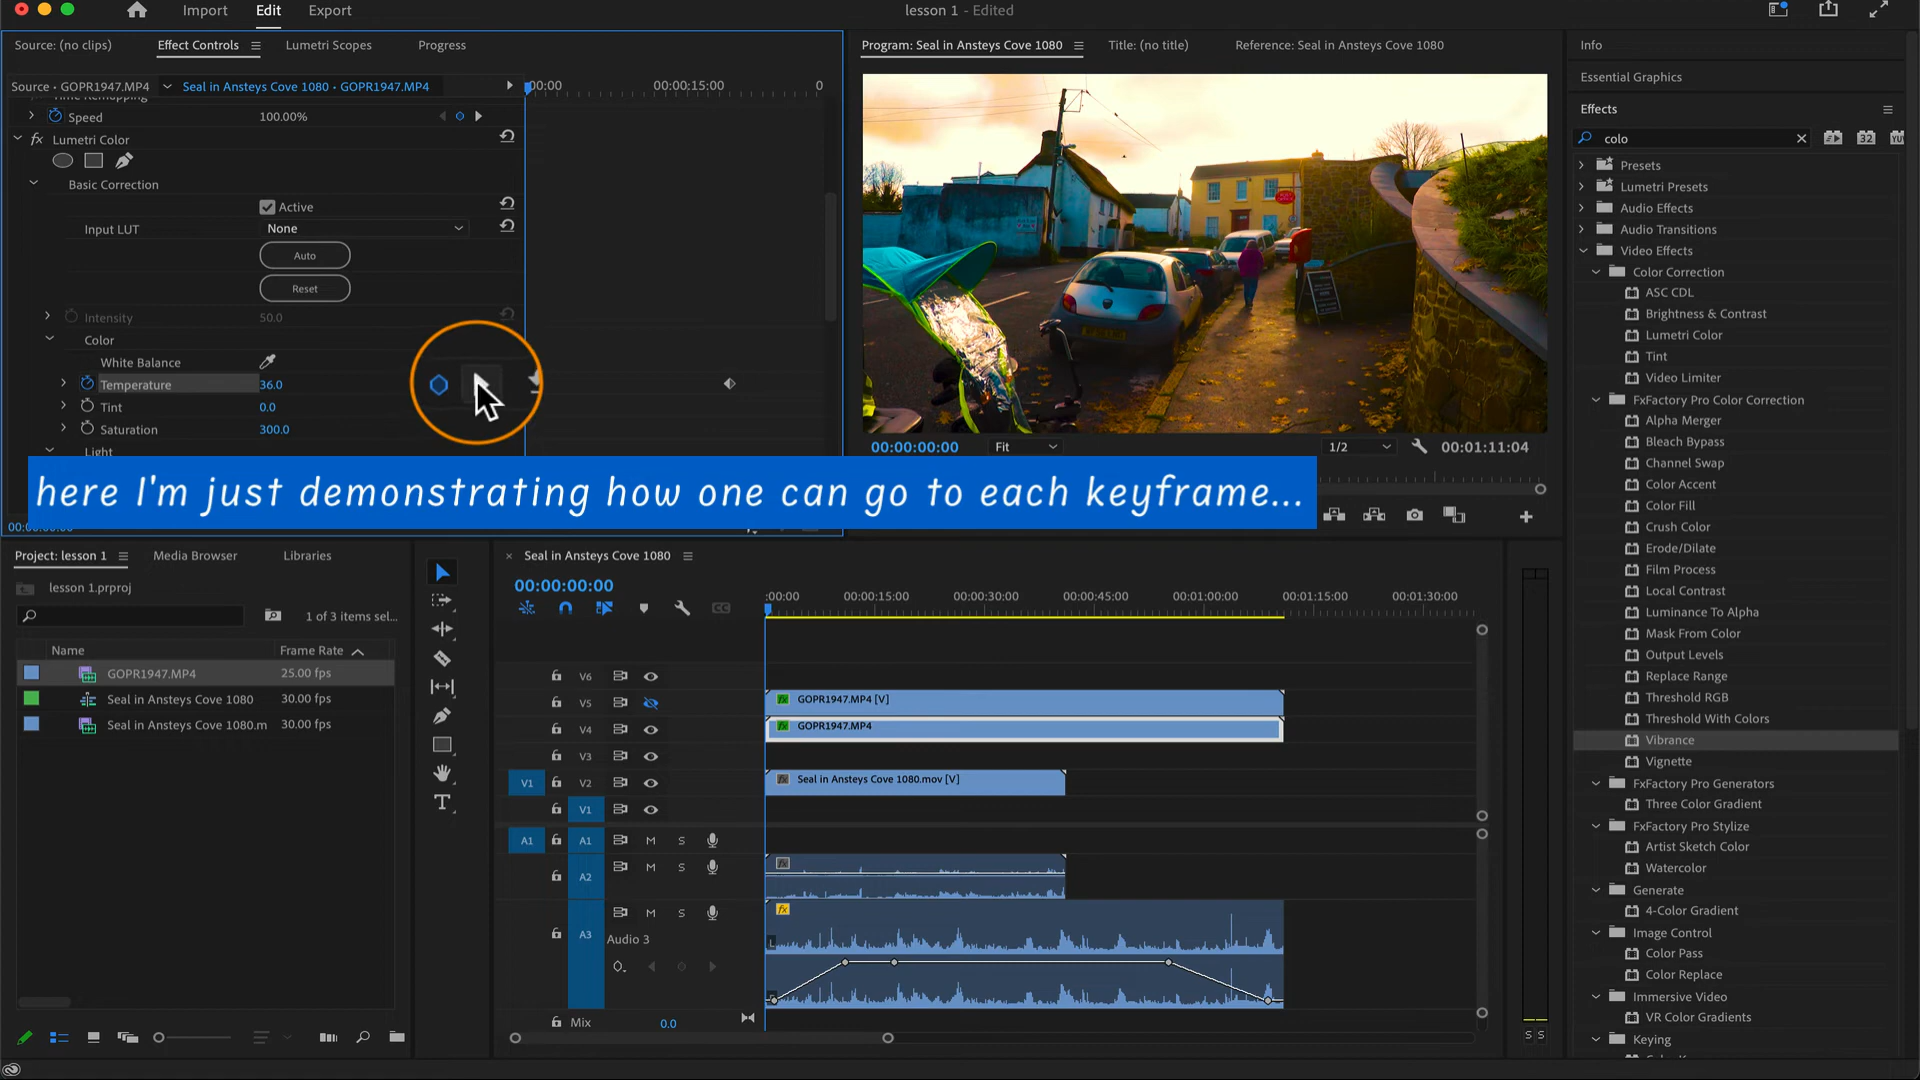 Import Edit Export lesson 1 - Edited
Source: (no clips) Effect Controls Lumetri Scopes Progress
Program: Seal in Ansteys Cove 1080 Title: (no title) Reference: Seal in Ansteys Cove 1080
Info
Essential Graphics
Effects
colo
Source • GOPR1947.MP4 Seal in Ansteys Cove 1080 • GOPR1947.MP4
:00:00 00:00:15:00 0
Time Remapping
Speed 100.00%
fx Lumetri Color
Basic Correction
Active
Input LUT None
Auto
Reset
Intensity 50.0
Color
White Balance
Temperature 36.0
Tint 0.0
Saturation 300.0
Light
here I'm just demonstrating how one can go to each keyframe...
00:00:00:00 Fit 1/2 00:01:11:04
32 YUV
Presets
Lumetri Presets
Audio Effects
Audio Transitions
Video Effects
Color Correction
ASC CDL
Brightness & Contrast
Lumetri Color
Tint
Video Limiter
FxFactory Pro Color Correction
Alpha Merger
Bleach Bypass
Channel Swap
Color Accent
Color Fill
Crush Color
Erode/Dilate
Film Process
Local Contrast
Luminance To Alpha
Mask From Color
Output Levels
Replace Range
Threshold RGB
Threshold With Colors
Vibrance
Vignette
FxFactory Pro Generators
Three Color Gradient
FxFactory Pro Stylize
Artist Sketch Color
Watercolor
Generate
4-Color Gradient
Image Control
Color Pass
Color Replace
Immersive Video
VR Color Gradients
Keying
Project: lesson 1 Media Browser Libraries
lesson 1.prproj
1 of 3 items sel...
Name Frame Rate
GOPR1947.MP4 25.00 fps
Seal in Ansteys Cove 1080 30.00 fps
Seal in Ansteys Cove 1080.m 30.00 fps
× Seal in Ansteys Cove 1080
00:00:00:00
:00:00 00:00:15:00 00:00:30:00 00:00:45:00 00:01:00:00 00:01:15:00 00:01:30:00
CC
V6
V5 fx GOPR1947.MP4 [V]
V4 fx GOPR1947.MP4
V3
V1 V2 fx Seal in Ansteys Cove 1080.mov [V]
V1
A1 A1 M S
A2 M S fx
A3 M S fx
Audio 3
L
Mix 0.0
S S